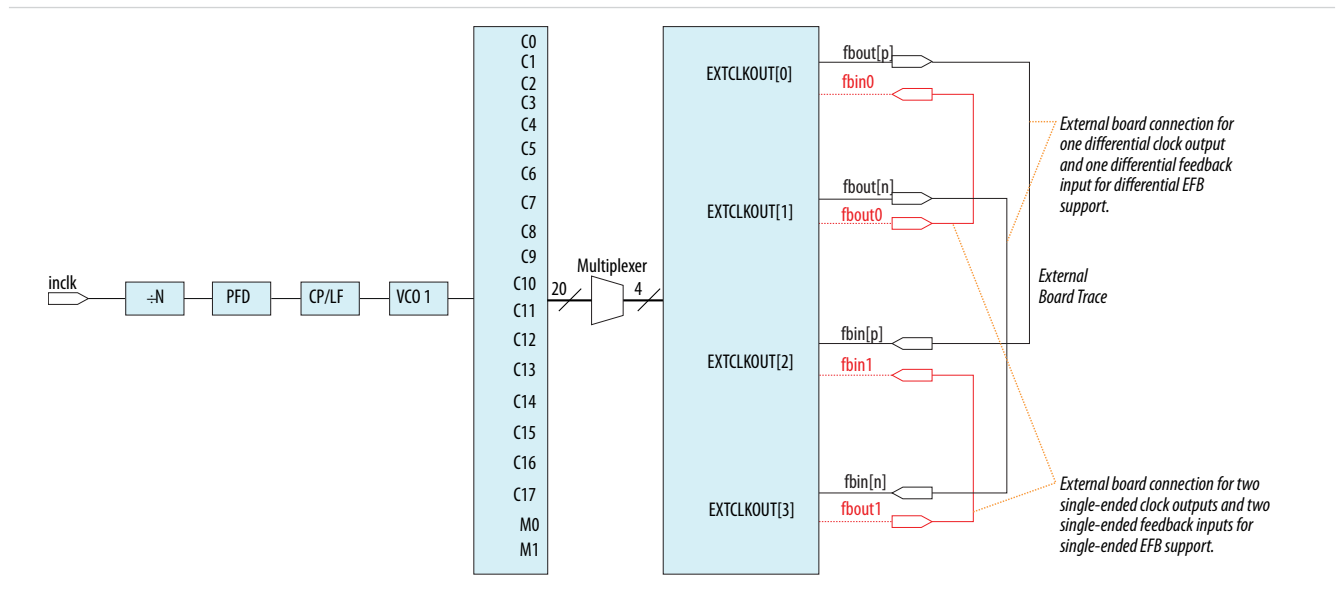 inclk
÷N
PFD
CP/LF
VCO 1
C0
C1
C2
C3
C4
C5
C6
C7
C8
C9
C10
C11
C12
C13
C14
C15
C16
C17
M0
M1
20
Multiplexer
4
EXTCLKOUT[0]
EXTCLKOUT[1]
EXTCLKOUT[2]
EXTCLKOUT[3]
fbout[p]
fbin0
fbout[n]
fbout0
fbin[p]
fbin1
fbin[n]
fbout1
External board connection for
one differential clock output
and one differential feedback
input for differential EFB
support.
External
Board Trace
External board connection for two
single-ended clock outputs and two
single-ended feedback inputs for
single-ended EFB support.